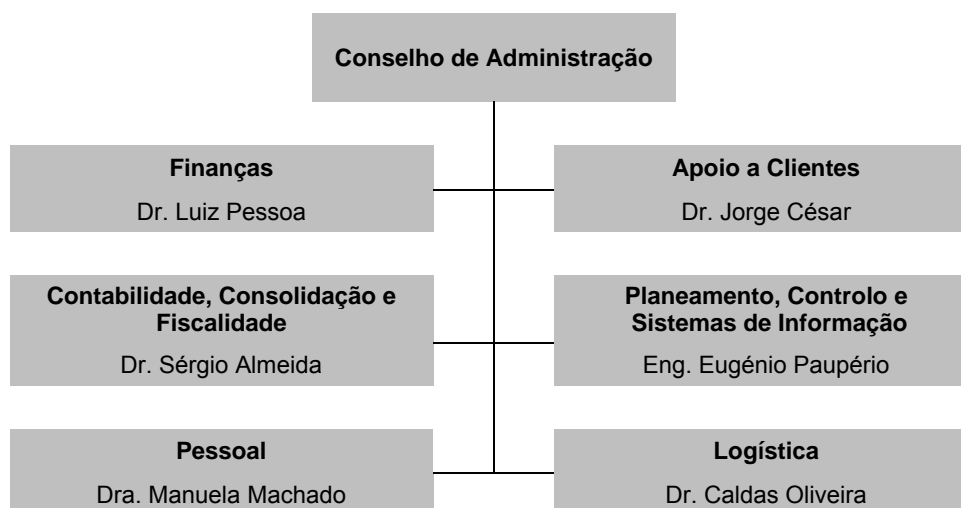 Conselho de Administração
Finanças
Dr. Luiz Pessoa
Apoio a Clientes
Dr. Jorge César
Contabilidade, Consolidação e
Fiscalidade
Dr. Sérgio Almeida
Planeamento, Controlo e
Sistemas de Informação
Eng. Eugénio Paupério
Pessoal
Dra. Manuela Machado
Logística
Dr. Caldas Oliveira